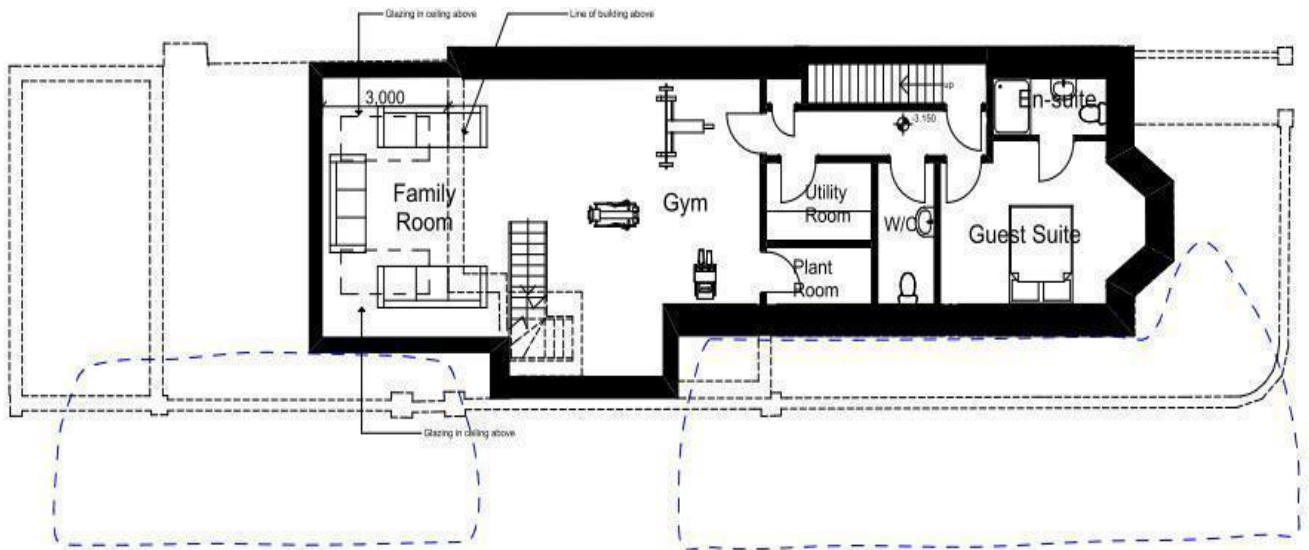 Glazing in ceiling above
Line of building above
3,000
up
-3.150
En-suite
Family
Room
Gym
Utility
Room
W/C
Guest Suite
Plant
Room
Glazing in ceiling above